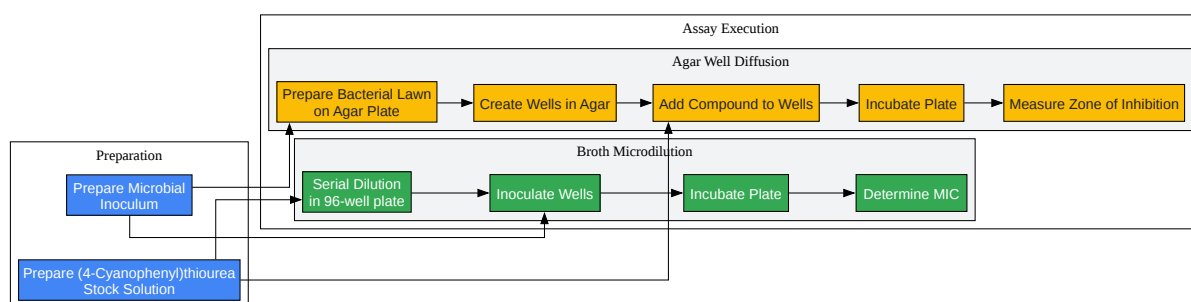 Assay Execution
Agar Well Diffusion
Prepare Bacterial Lawn
on Agar Plate
Create Wells in Agar
Add Compound to Wells
Incubate Plate
Measure Zone of Inhibition
Preparation
Prepare Microbial
Inoculum
Prepare (4-Cyanophenyl)thiourea
Stock Solution
Broth Microdilution
Serial Dilution
in 96-well plate
Inoculate Wells
Incubate Plate
Determine MIC